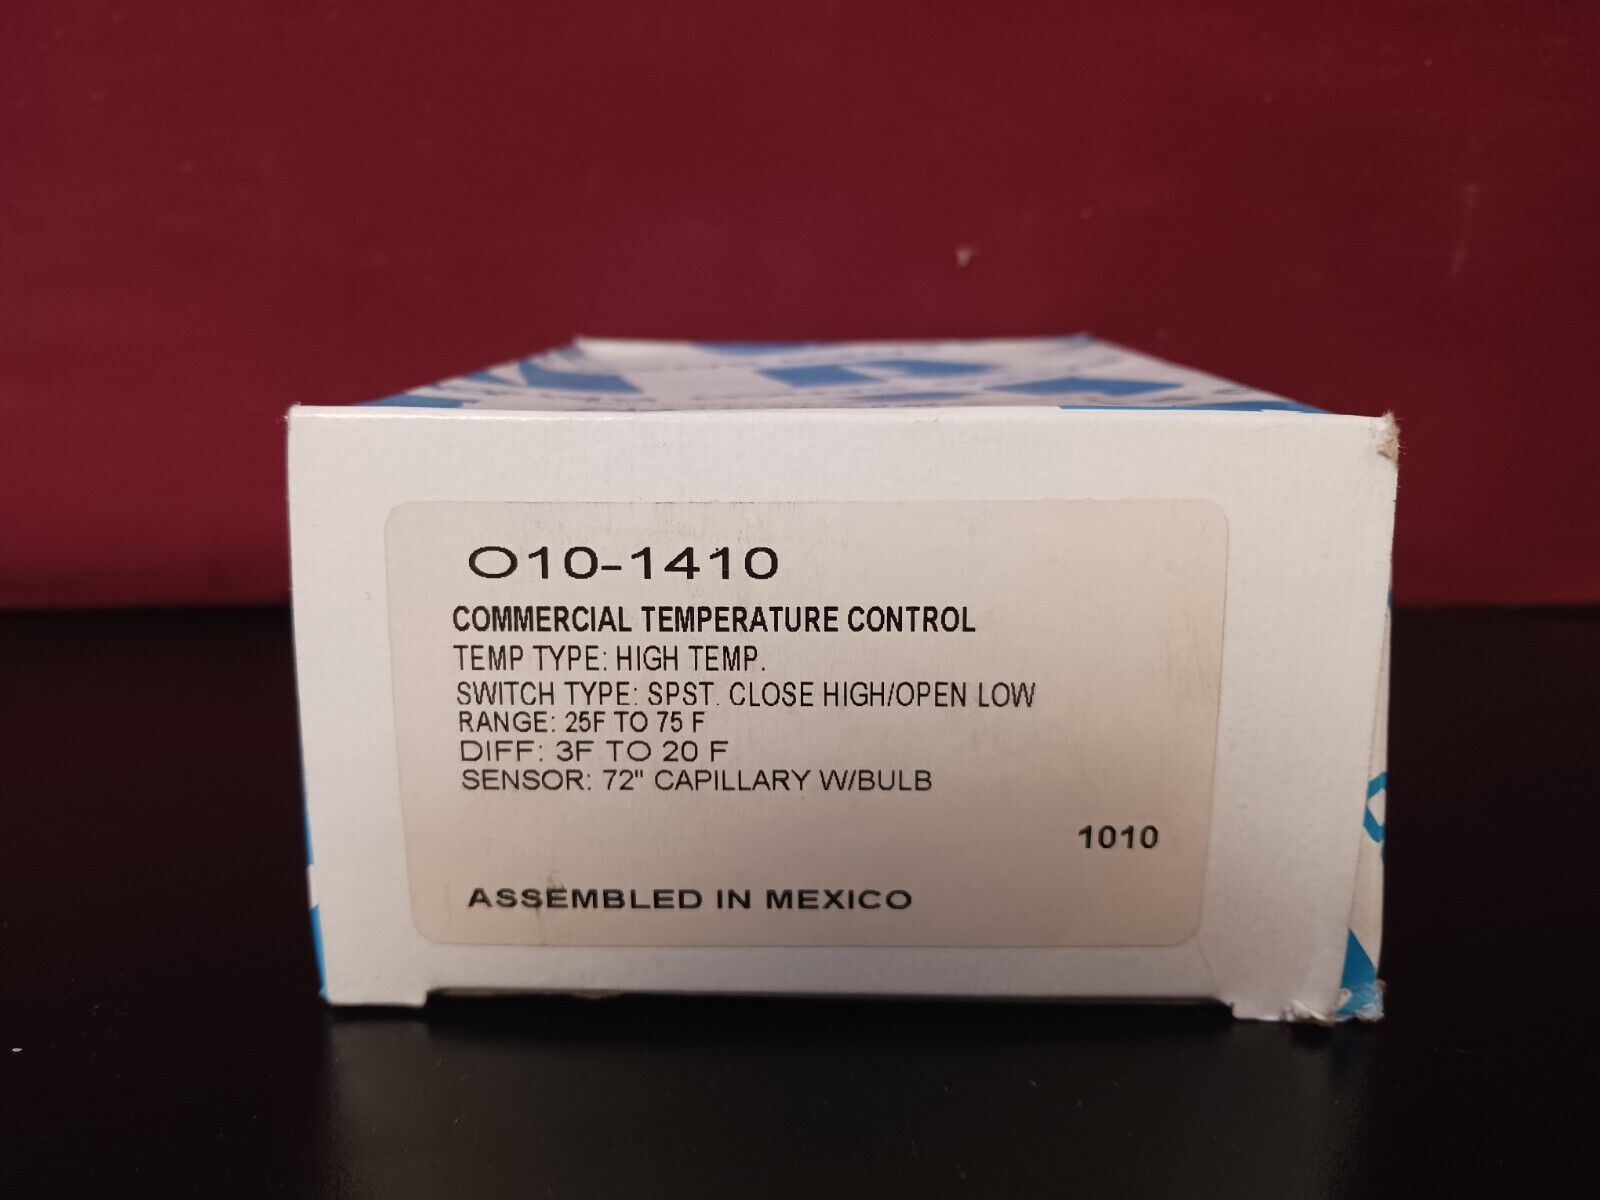 O10-1410
COMMERCIAL TEMPERATURE CONTROL
TEMP TYPE: HIGH TEMP.
SWITCH TYPE: SPST. CLOSE HIGH/OPEN LOW
RANGE: 25F TO 75 F
DIFF: 3F TO 20 F
SENSOR: 72" CAPILLARY W/BULB
1010
ASSEMBLED IN MEXICO